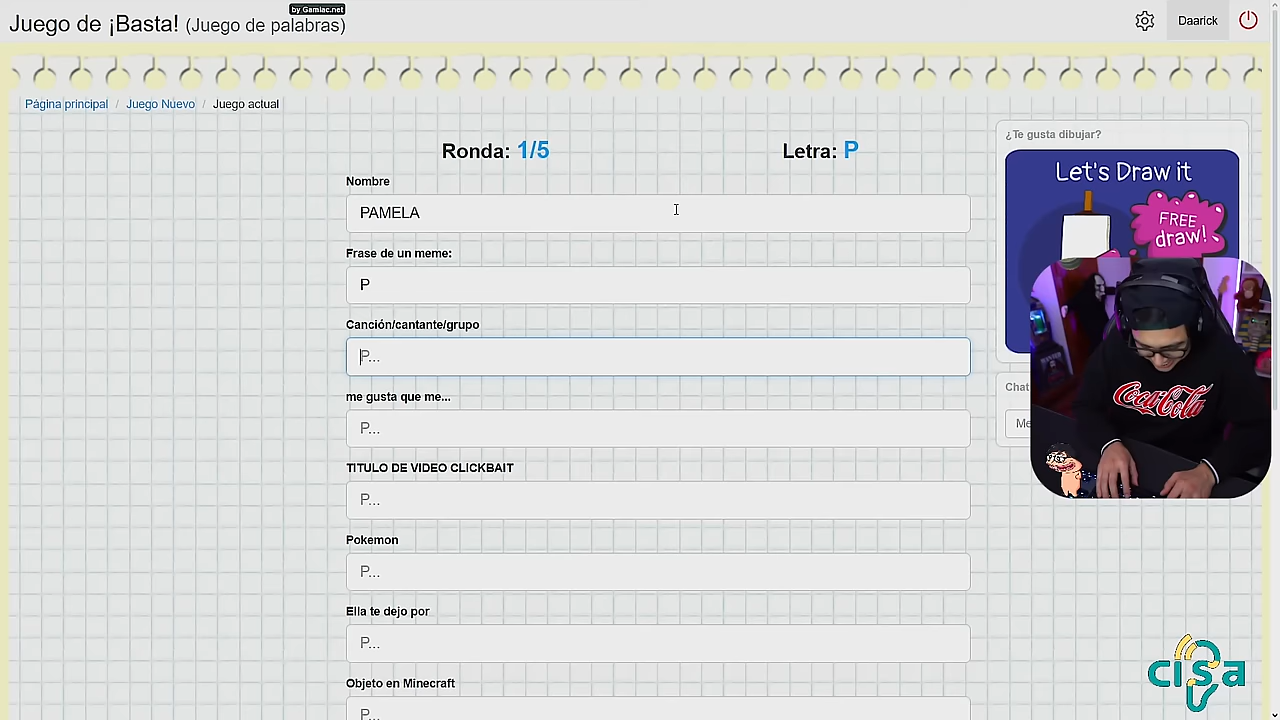 Juego de ¡Basta! (Juego de palabras)
by Gamiac.net
Daarick
Página principal / Juego Nuevo / Juego actual
Ronda: 1/5
Letra: P
Nombre
PAMELA
Frase de un meme:
P
Canción/cantante/grupo
P...
me gusta que me...
P...
TITULO DE VIDEO CLICKBAIT
P...
Pokemon
P...
Ella te dejo por
P...
Objeto en Minecraft
P...
¿Te gusta dibujar?
Let's Draw it
FREE
draw!
Chat
Me
Coca-Cola
cisa